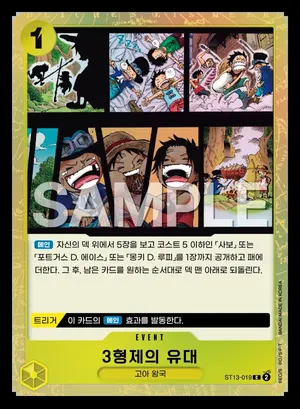 1
SAMPLE
메인 자신의 덱 위에서 5장을 보고 코스트 5 이하인 「사보」 또는
「포트거스 D. 에이스」 또는 「몽키 D. 루피」를 1장까지 공개하고 패에
더한다. 그 후, 남은 카드를 원하는 순서대로 덱 맨 아래로 되돌린다.
트리거 이 카드의 메인 효과를 발동한다.
EVENT
3형제의 유대
고아 왕국
ST13-019 2